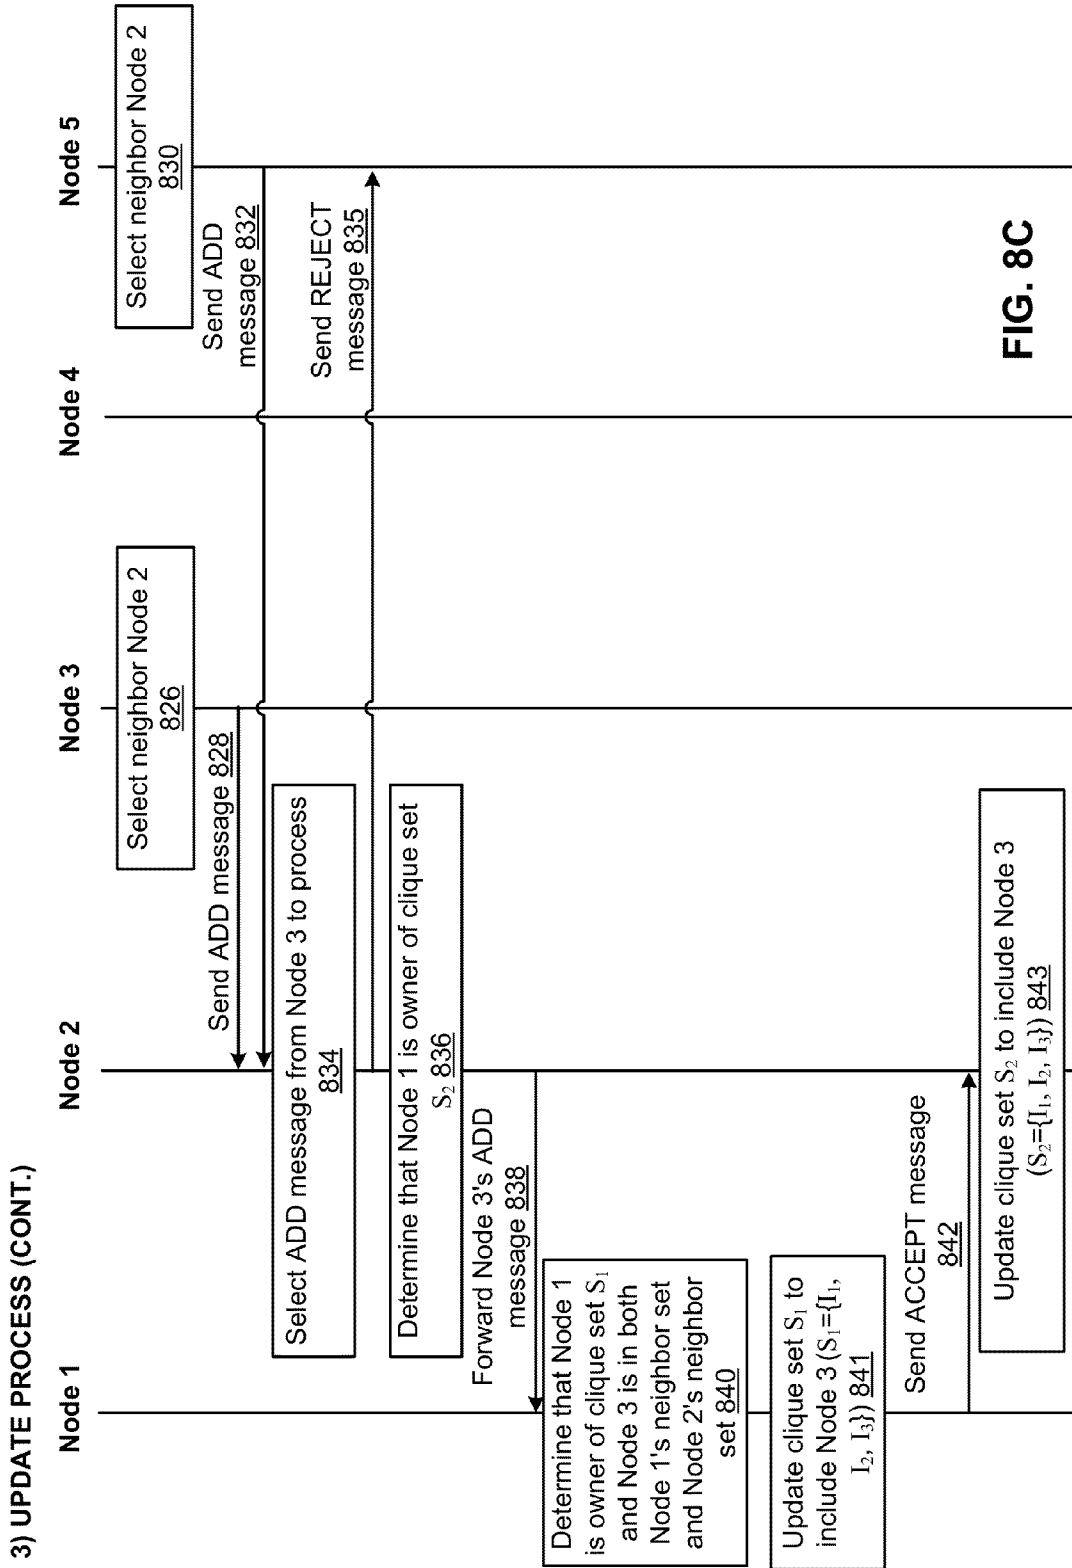 3) UPDATE PROCESS (CONT.)
Node 1
Node 2
Node 3
Node 4
Node 5
Select neighbor Node 2
826
Select neighbor Node 2
830
Send ADD message 828
Send ADD
message 832
Select ADD message from Node 3 to process
834
Send REJECT
message 835
Determine that Node 1 is owner of clique set
S₂ 836
Forward Node 3's ADD
message 838
Determine that Node 1
is owner of clique set S₁
and Node 3 is in both
Node 1's neighbor set
and Node 2's neighbor
set 840
Update clique set S₁ to
include Node 3 (S₁={I₁,
I₂, I₃}) 841
Send ACCEPT message
842
Update clique set S₂ to include Node 3
(S₂={I₁, I₂, I₃}) 843
FIG. 8C